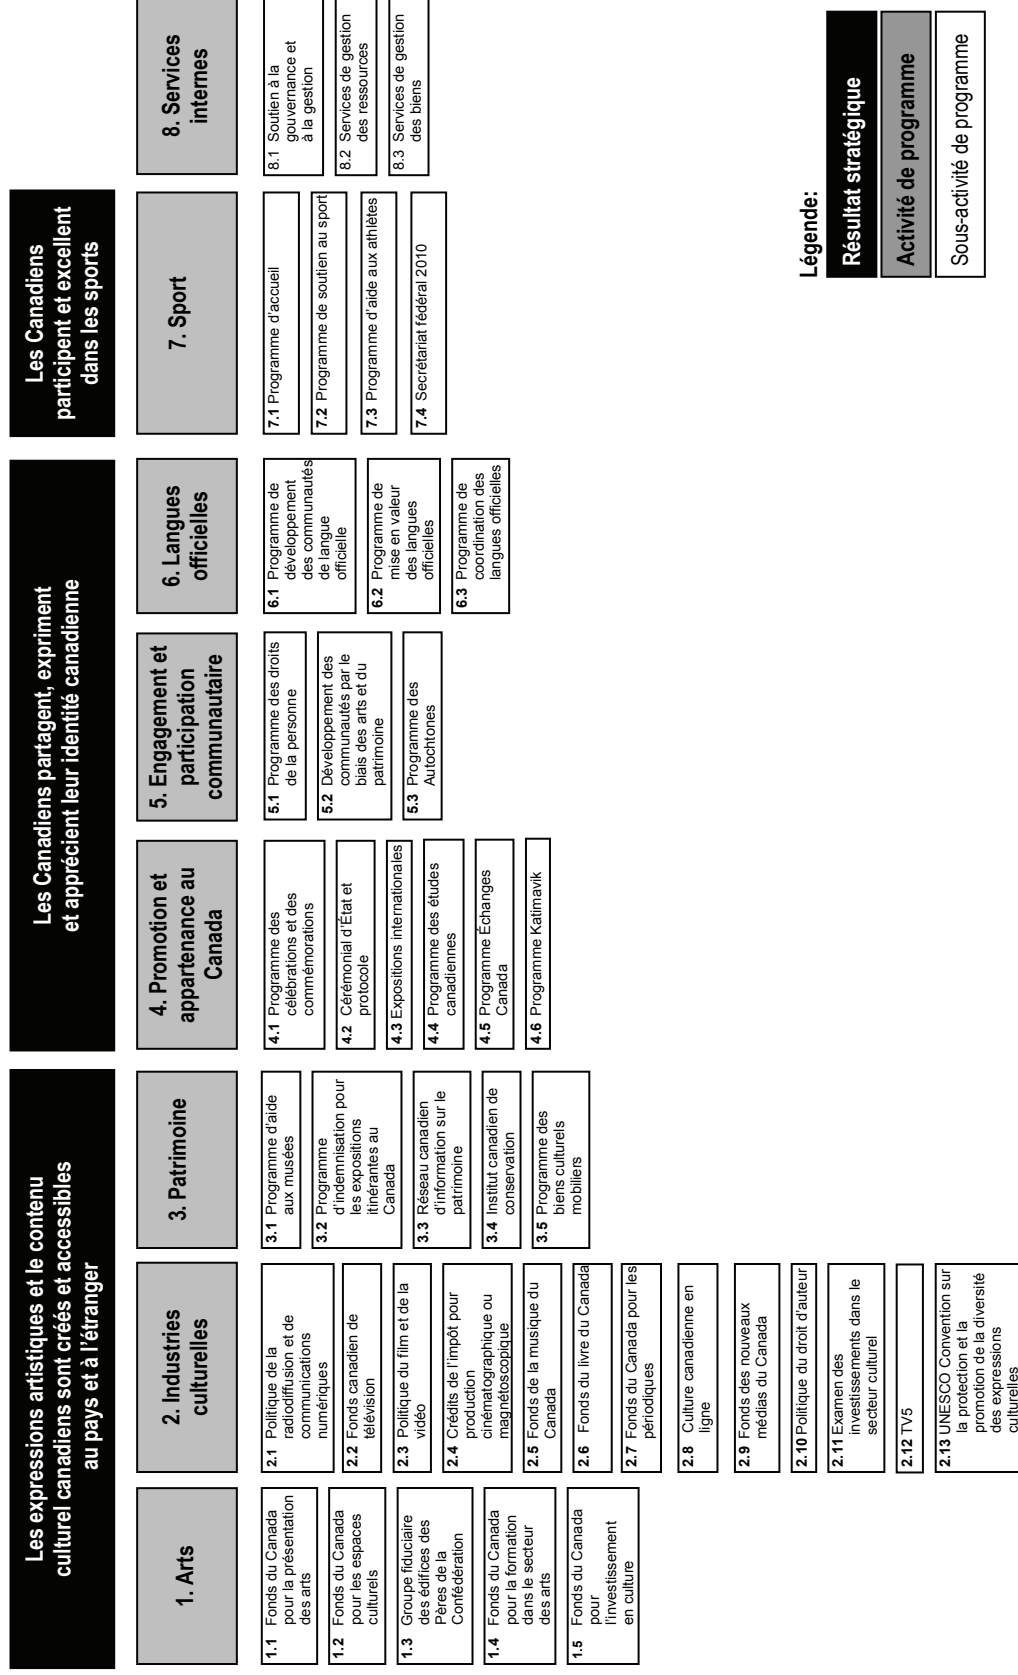 Les expressions artistiques et le contenu
culturel canadiens sont créés et accessibles
au pays et à l'étranger
Les Canadiens partagent, expriment
et apprécient leur identité canadienne
Les Canadiens
participent et excellent
dans les sports
1. Arts
2. Industries
culturelles
3. Patrimoine
4. Promotion et
appartenance au
Canada
5. Engagement et
participation
communautaire
6. Langues
officielles
7. Sport
8. Services
internes
1.1 Fonds du Canada
pour la présentation
des arts
1.2 Fonds du Canada
pour les espaces
culturels
1.3 Groupe fiduciaire
des édifices des
Pères de la
Confédération
1.4 Fonds du Canada
pour la formation
dans le secteur
des arts
1.5 Fonds du Canada
pour
l'investissement
en culture
2.1 Politique de la
radiodiffusion et de
communications
numériques
2.2 Fonds canadien de
télévision
2.3 Politique du film et de la
vidéo
2.4 Crédits de l'impôt pour
production
cinématographique ou
magnétoscopique
2.5 Fonds de la musique du
Canada
2.6 Fonds du livre du Canada
2.7 Fonds du Canada pour les
périodiques
2.8 Culture canadienne en
ligne
2.9 Fonds des nouveaux
médias du Canada
2.10 Politique du droit d'auteur
2.11 Examen des
investissements dans le
secteur culturel
2.12 TV5
2.13 UNESCO Convention sur
la protection et la
promotion de la diversité
des expressions
culturelles
3.1 Programme d'aide
aux musées
3.2 Programme
d'indemnisation pour
les expositions
itinérantes au
Canada
3.3 Réseau canadien
d'information sur le
patrimoine
3.4 Institut canadien de
conservation
3.5 Programme des
biens culturels
mobiliers
4.1 Programme des
célébrations et des
commémorations
4.2 Cérémonial d'État et
protocole
4.3 Expositions internationales
4.4 Programme des études
canadiennes
4.5 Programme Échanges
Canada
4.6 Programme Katimavik
5.1 Programme des droits
de la personne
5.2 Développement des
communautés par le
biais des arts et du
patrimoine
5.3 Programme des
Autochtones
6.1 Programme de
développement
des communautés
de langue
officielle
6.2 Programme de
mise en valeur
des langues
officielles
6.3 Programme de
coordination des
langues officielles
7.1 Programme d'accueil
7.2 Programme de soutien au sport
7.3 Programme d'aide aux athlètes
7.4 Secrétariat fédéral 2010
8.1 Soutien à la
gouvernance et
à la gestion
8.2 Services de gestion
des ressources
8.3 Services de gestion
des biens
Légende:
Résultat stratégique
Activité de programme
Sous-activité de programme